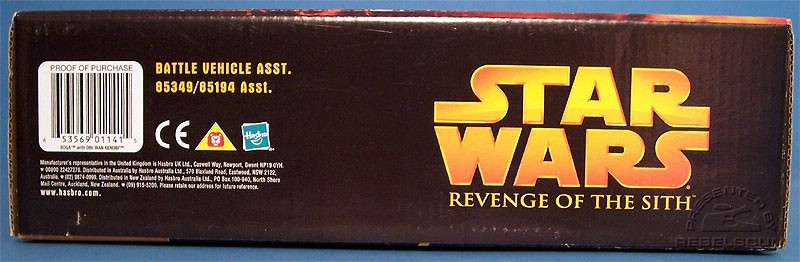 PROOF OF PURCHASE
6 53569 01141 5
BOGA™ with OBI-WAN KENOBI™
BATTLE VEHICLE ASST.
85349/85194 Asst.
CE
Hasbro
Manufacturer's representative in the United Kingdom is Hasbro UK Ltd., Caswell Way, Newport, Gwent NP19 4YH.
00800 22427276. Distributed in Australia by Hasbro Australia Ltd., 570 Blaxland Road, Eastwood, NSW 2122,
Australia. (02) 9874-0999. Distributed in New Zealand by Hasbro Australia Ltd., PO Box 100-940, North Shore
Mail Centre, Auckland, New Zealand. (09) 915-5200. Please retain our address for future reference.
www.hasbro.com.
STAR
WARS
REVENGE OF THE SITH™
PRESENTED BY
REBELSCUM